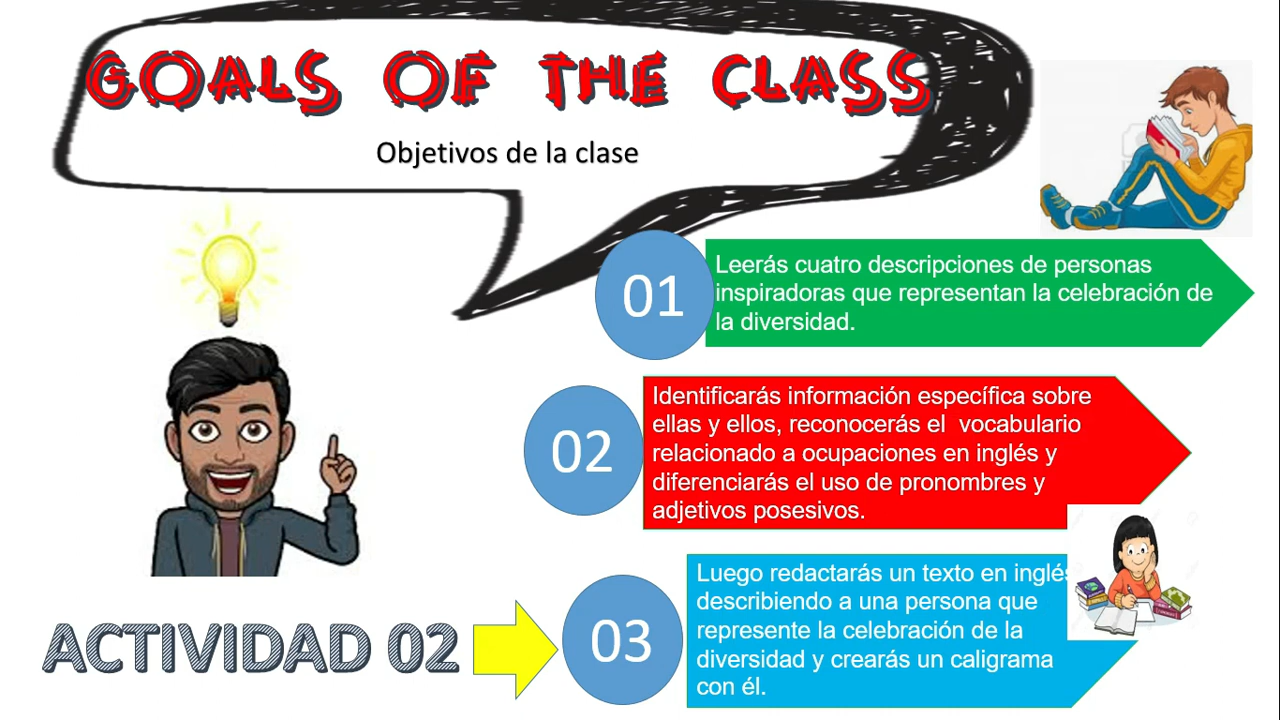 GOALS OF THE CLASS
Objetivos de la clase
01
Leerás cuatro descripciones de personas
inspiradoras que representan la celebración de
la diversidad.
02
Identificarás información específica sobre
ellas y ellos, reconocerás el vocabulario
relacionado a ocupaciones en inglés y
diferenciarás el uso de pronombres y
adjetivos posesivos.
ACTIVIDAD 02
03
Luego redactarás un texto en inglés
describiendo a una persona que
represente la celebración de la
diversidad y crearás un caligrama
con él.